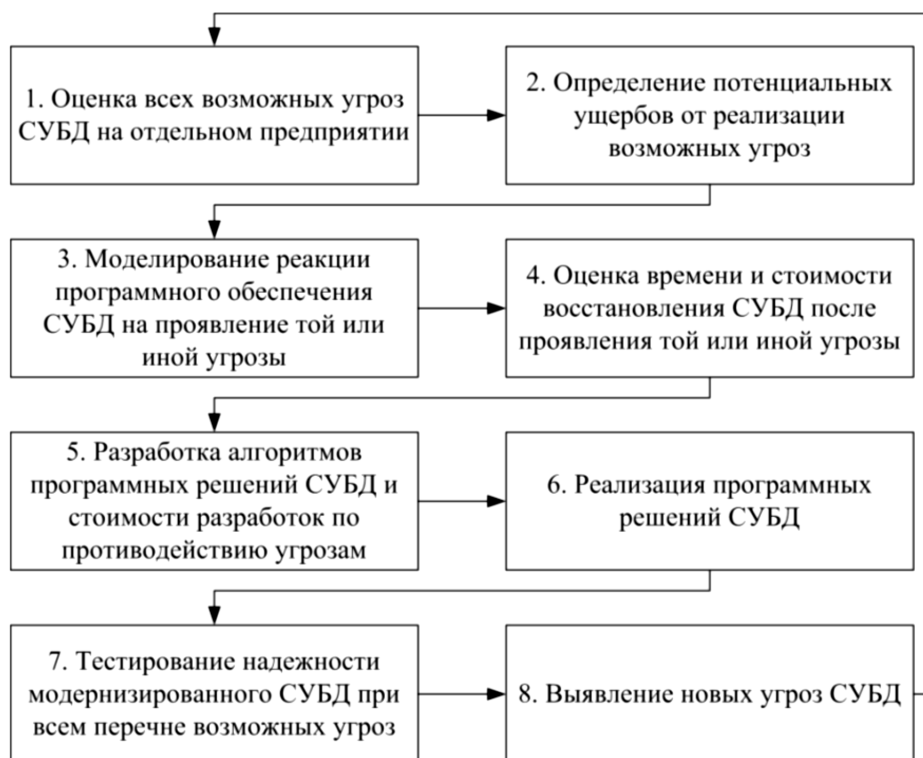 1. Оценка всех возможных угроз
СУБД на отдельном предприятии
2. Определение потенциальных
ущербов от реализации
возможных угроз
3. Моделирование реакции
программного обеспечения
СУБД на проявление той или
иной угрозы
4. Оценка времени и стоимости
восстановления СУБД после
проявления той или иной угрозы
5. Разработка алгоритмов
программных решений СУБД и
стоимости разработок по
противодействию угрозам
6. Реализация программных
решений СУБД
7. Тестирование надежности
модернизированного СУБД при
всем перечне возможных угроз
8. Выявление новых угроз СУБД